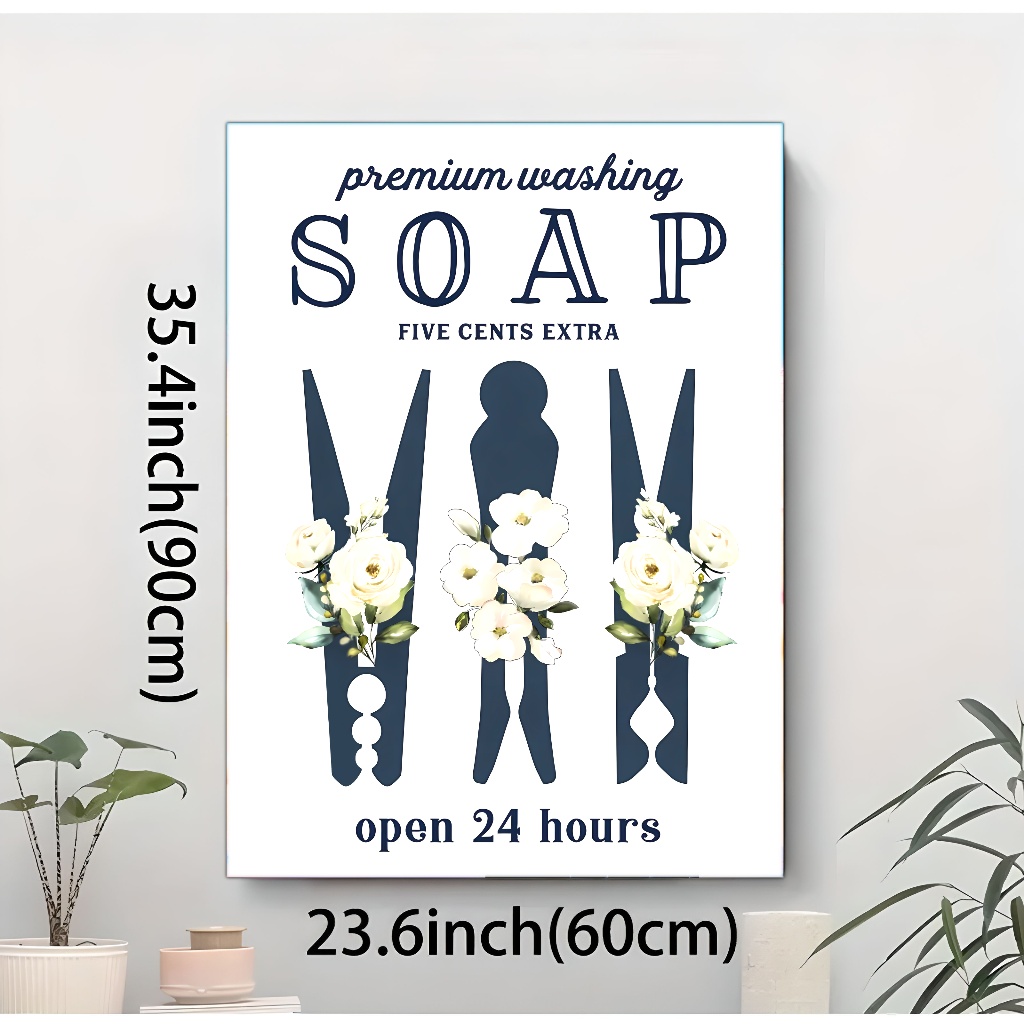 premium washing
SOAP
FIVE CENTS EXTRA
open 24 hours
35.4inch(90cm)
23.6inch(60cm)